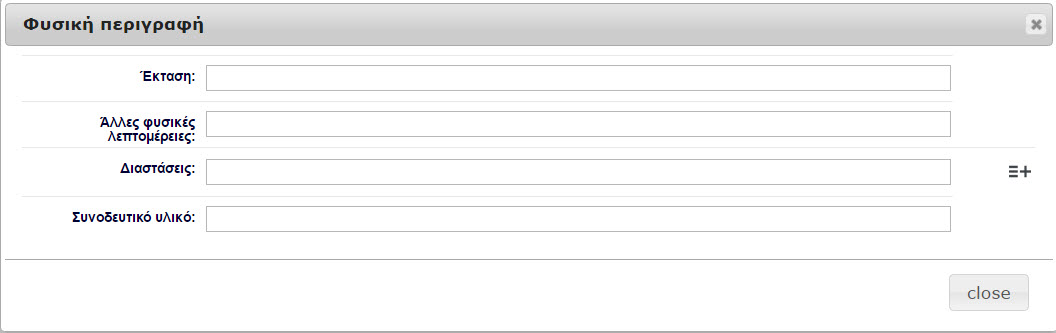 Φυσική περιγραφή
Έκταση:
Άλλες φυσικές
λεπτομέρειες:
Διαστάσεις:
Συνοδευτικό υλικό:
close